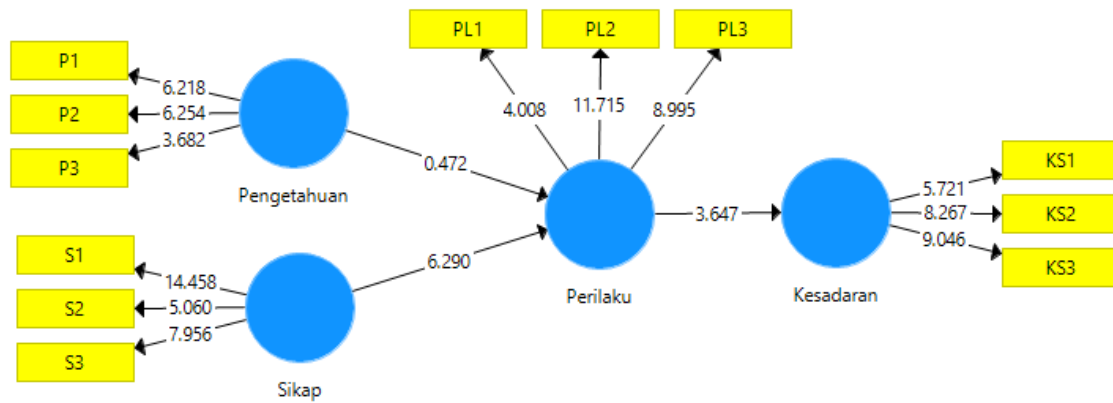 PL1 PL2 PL3
P1
P2
P3
6.218
6.254
3.682
Pengetahuan
4.008 11.715 8.995
0.472
S1
S2
S3
14.458
5.060
7.956
Sikap
6.290
Perilaku
3.647
Kesadaran
5.721
8.267
9.046
KS1
KS2
KS3